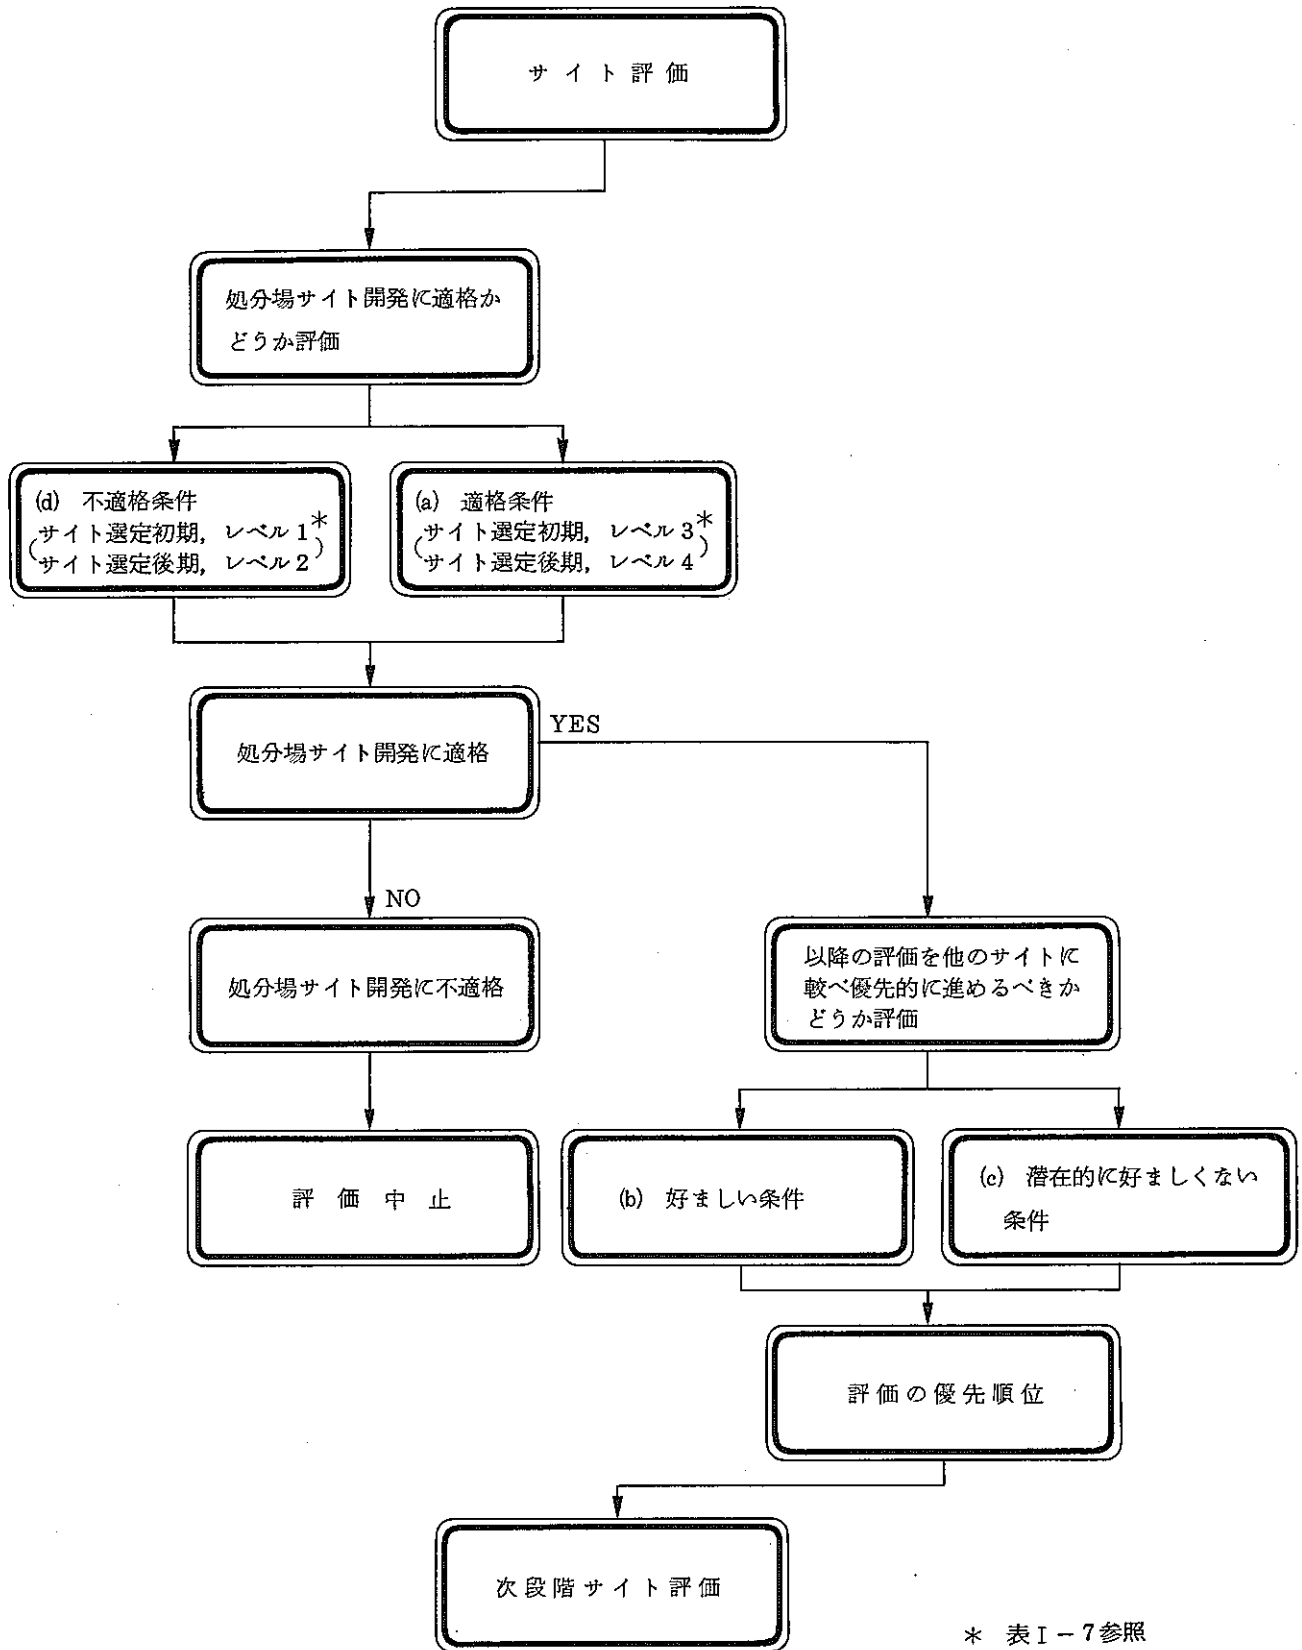 サイト評価
処分場サイト開発に適格か
どうか評価
(d) 不適格条件
(サイト選定初期, レベル1*
サイト選定後期, レベル2)
(a) 適格条件
(サイト選定初期, レベル3*
サイト選定後期, レベル4)
処分場サイト開発に適格
YES
NO
処分場サイト開発に不適格
以降の評価を他のサイトに
較べ優先的に進めるべきか
どうか評価
評価中止
(b) 好ましい条件
(c) 潜在的に好ましくない
条件
評価の優先順位
次段階サイト評価
* 表I-7参照